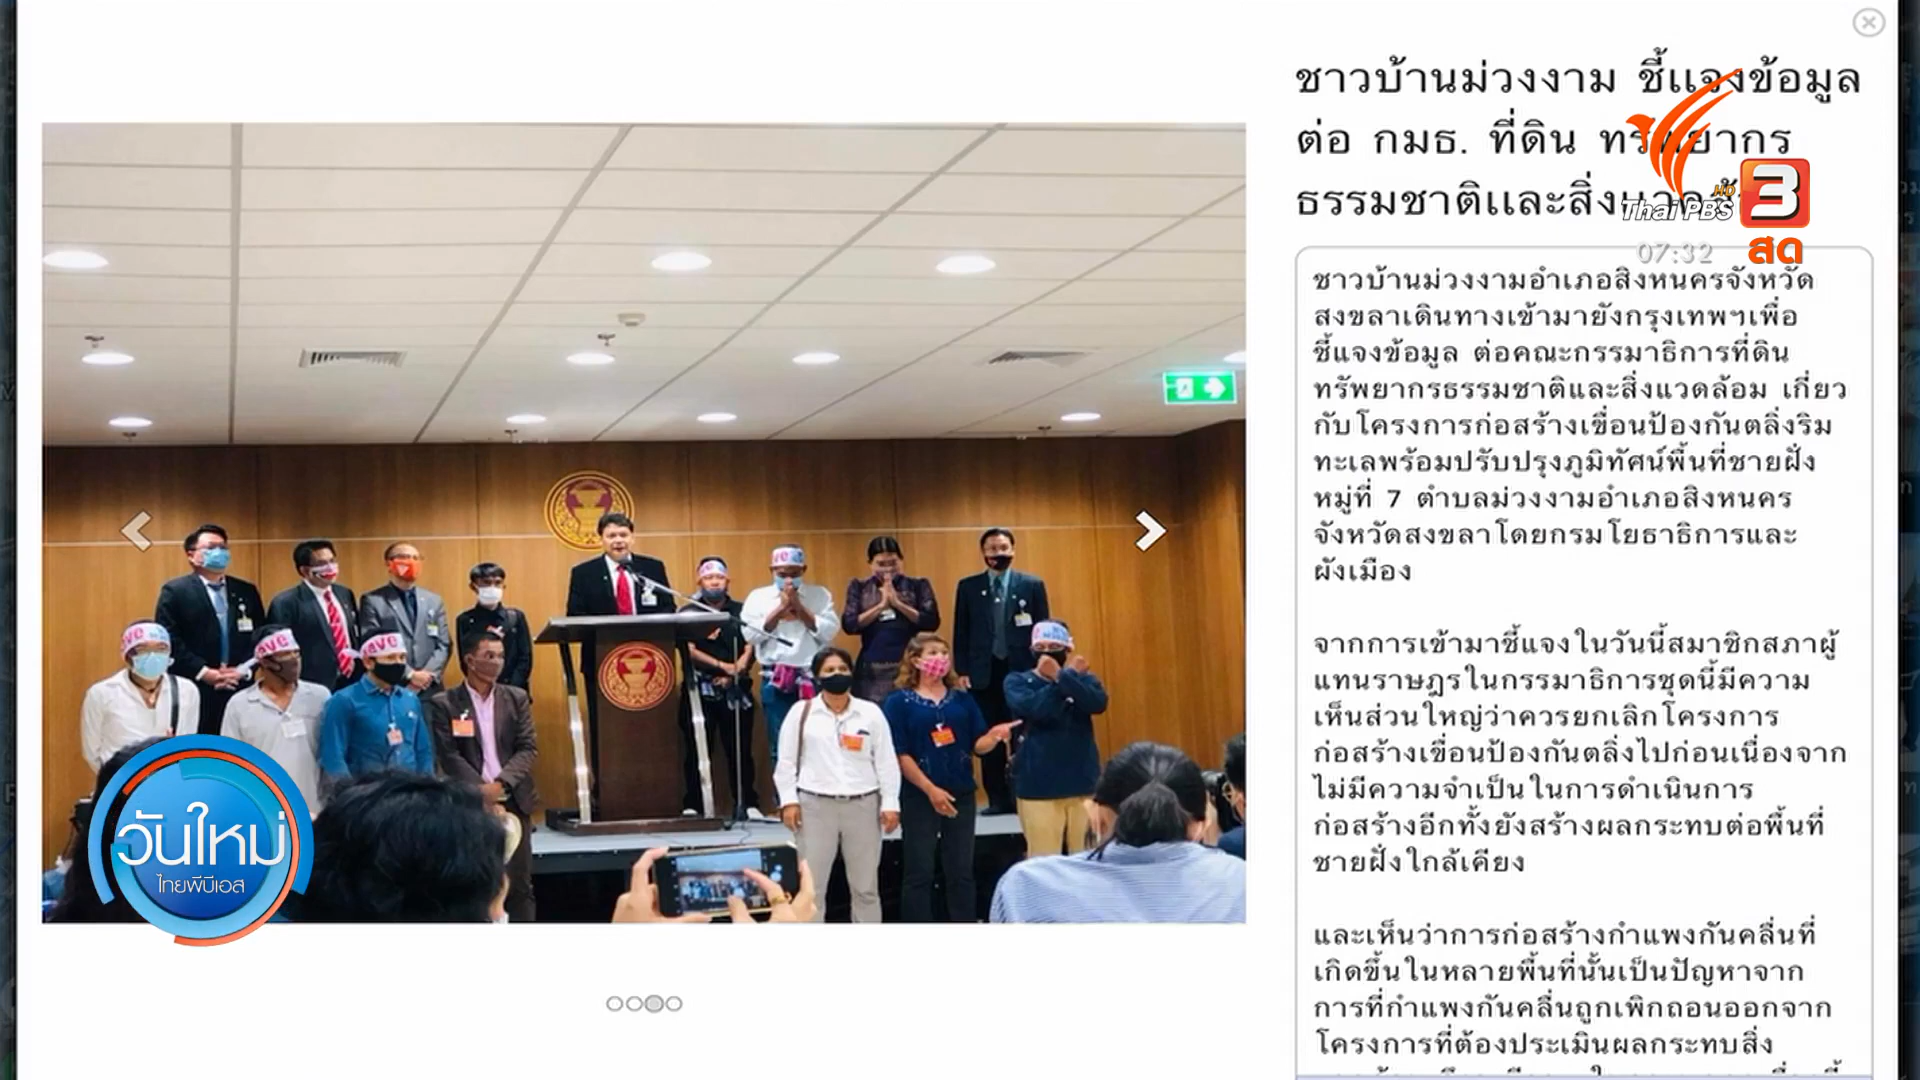 ชาวบ้านม่วงงาม ชี้แจงข้อมูล
ต่อ กมธ. ที่ดิน ทรัพยากร
ธรรมชาติและสิ่งแวดล้อม
HD
Thai PBS
3
07:32
สด
ชาวบ้านม่วงงามอำเภอสิงหนครจังหวัด
สงขลาเดินทางเข้ามายังกรุงเทพฯเพื่อ
ชี้แจงข้อมูล ต่อคณะกรรมาธิการที่ดิน
ทรัพยากรธรรมชาติและสิ่งแวดล้อม เกี่ยว
กับโครงการก่อสร้างเขื่อนป้องกันตลิ่งริม
ทะเลพร้อมปรับปรุงภูมิทัศน์พื้นที่ชายฝั่ง
หมู่ที่ 7 ตำบลม่วงงามอำเภอสิงหนคร
จังหวัดสงขลาโดยกรมโยธาธิการและ
ผังเมือง
จากการเข้ามาชี้แจงในวันนี้สมาชิกสภาผู้
แทนราษฎรในกรรมาธิการชุดนี้มีความ
เห็นส่วนใหญ่ว่าควรยกเลิกโครงการ
ก่อสร้างเขื่อนป้องกันตลิ่งไปก่อนเนื่องจาก
ไม่มีความจำเป็นในการดำเนินการ
ก่อสร้างอีกทั้งยังสร้างผลกระทบต่อพื้นที่
ชายฝั่งใกล้เคียง
และเห็นว่าการก่อสร้างกำแพงกันคลื่นที่
เกิดขึ้นในหลายพื้นที่นั้นเป็นปัญหาจาก
การที่กำแพงกันคลื่นถูกเพิกถอนออกจาก
โครงการที่ต้องประเมินผลกระทบสิ่ง
วันใหม่
ไทยพีบีเอส